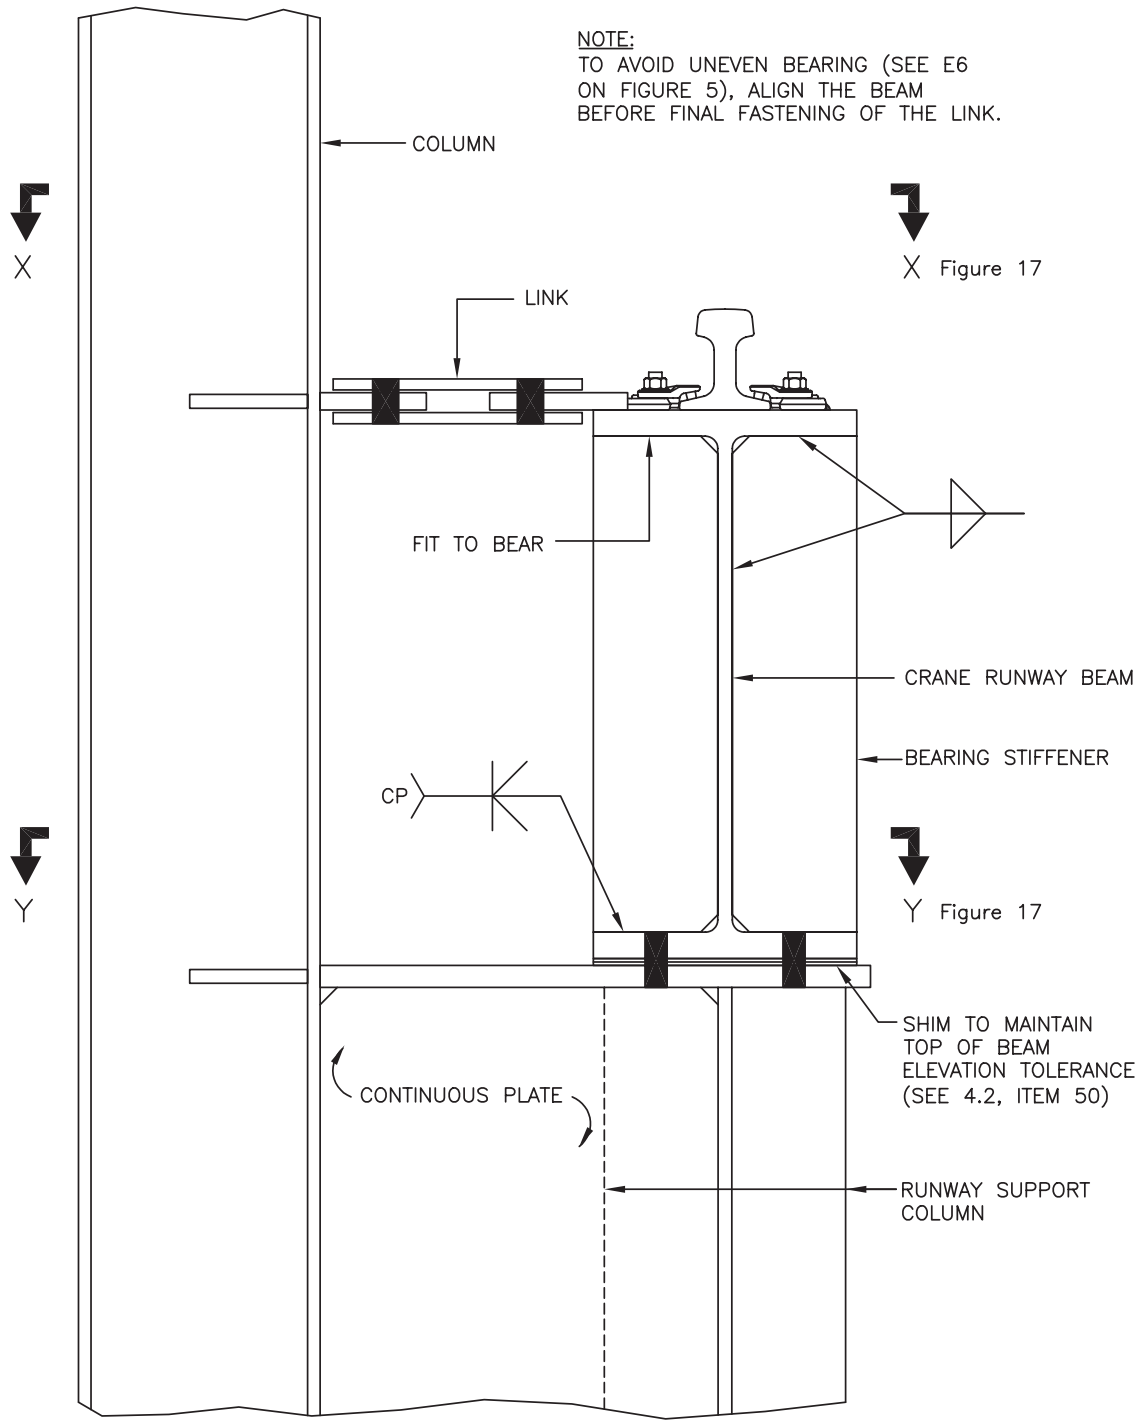 NOTE:
TO AVOID UNEVEN BEARING (SEE E6
ON FIGURE 5), ALIGN THE BEAM
BEFORE FINAL FASTENING OF THE LINK.
COLUMN
X
X Figure 17
LINK
FIT TO BEAR
CRANE RUNWAY BEAM
BEARING STIFFENER
CP
Y
Y Figure 17
SHIM TO MAINTAIN
TOP OF BEAM
ELEVATION TOLERANCE
(SEE 4.2, ITEM 50)
CONTINUOUS PLATE
RUNWAY SUPPORT
COLUMN